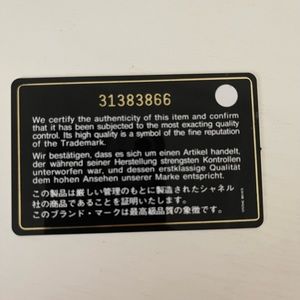 31383866
We certify the authenticity of this item and confirm
that it has been subjected to the most exacting quality
control. Its high quality is a symbol of the fine reputation
of the Trademark.
Wir bestätigen, dass es sich um einen Artikel handelt,
der während seiner Herstellung strengsten Kontrollen
unterworfen war, und dessen erstklassige Qualität
dem hohen Ansehen unserer Marke entspricht.
この製品は厳しい管理のもとに製造されたシャネル
社の商品であることを証明いたします。
このブランド・マークは最高級品質の象徴です。